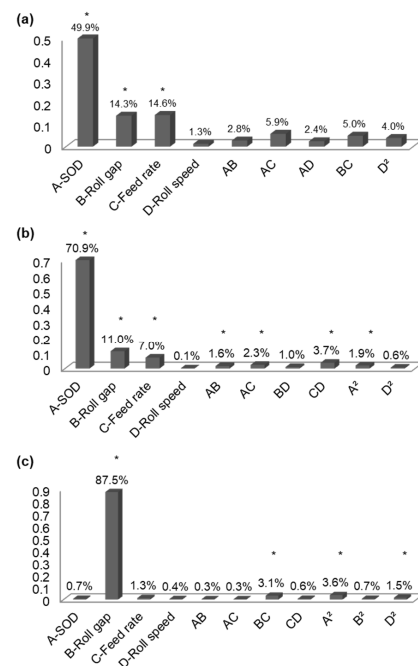 (a)
*
49.9%
0.5
* *
0.4
14.3% 14.6%
0.3
5.9%
5.0%
4.0%
0.2
2.8%
2.4%
1.3%
0.1
0
A-SOD
B-Roll gap
C-Feed rate
D-Roll speed
AB
AC
AD
BC
D²
(b)
*
70.9%
0.7
0.6
0.5
* *
0.4
* * * *
0.3
11.0% 7.0%
0.2
0.1% 1.6% 2.3% 1.0% 3.7% 1.9% 0.6%
0.1
0
A-SOD
B-Roll gap
C-Feed rate
D-Roll speed
AB
AC
BD
CD
A²
D²
(c)
*
87.5%
0.9
0.8
0.7
0.6
0.5
0.4
* * *
0.3
0.2
0.7% 1.3% 0.4% 0.3% 0.3% 3.1% 0.6% 3.6% 0.7% 1.5%
0.1
0
A-SOD
B-Roll gap
C-Feed rate
D-Roll speed
AB
AC
BC
CD
A²
B²
D²